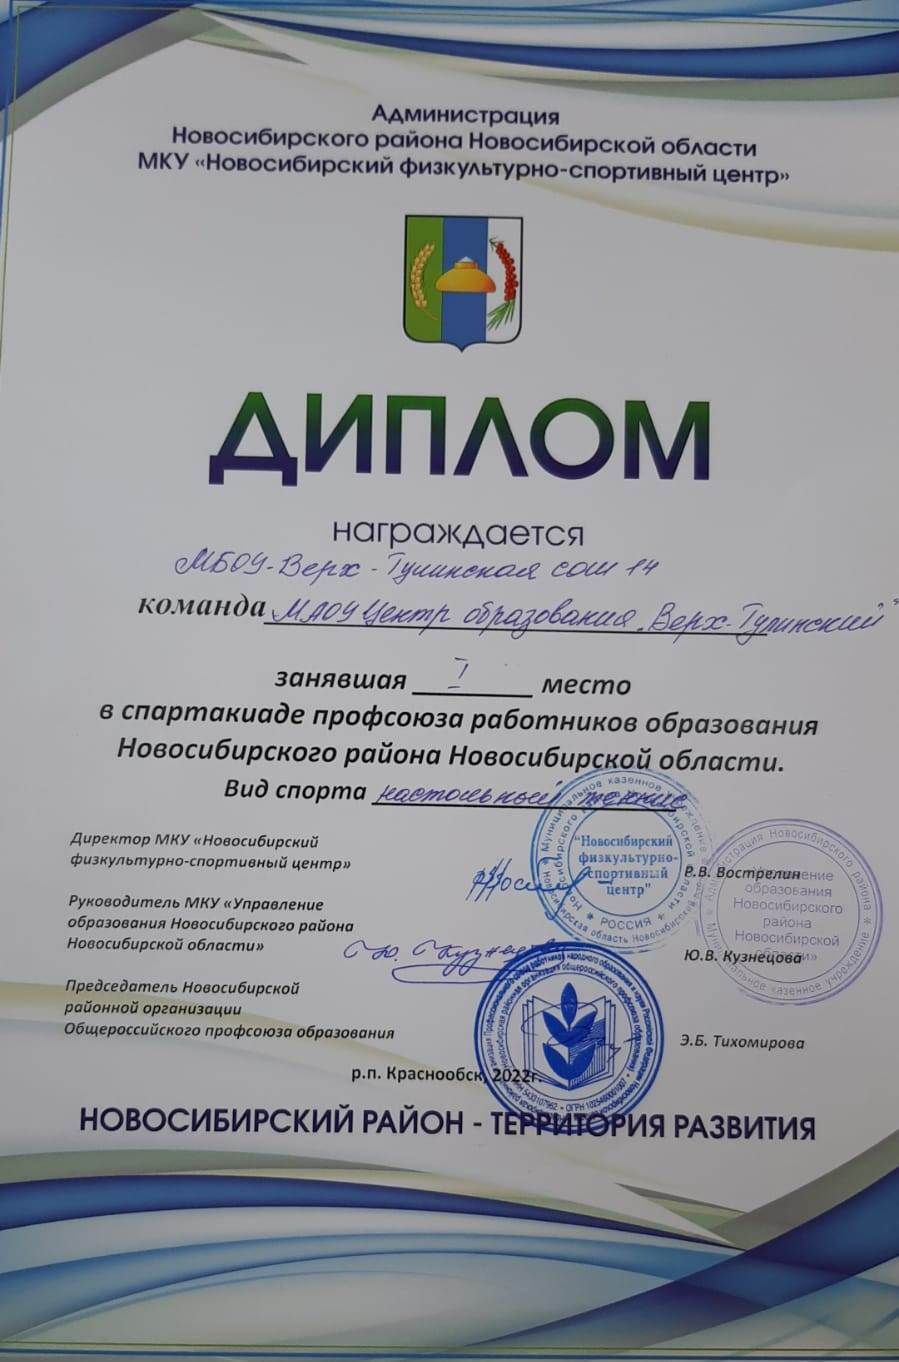 Администрация
Новосибирского района Новосибирской области
МКУ «Новосибирский физкультурно-спортивный центр»
ДИПЛОМ
награждается
МБОУ-Верх-Тулинская сош 14
команда МАОУ Центр образования „Верх-Тулинский"
занявшая I место
в спартакиаде профсоюза работников образования
Новосибирского района Новосибирской области.
Вид спорта настольный теннис
Директор МКУ «Новосибирский
физкультурно-спортивный центр»
Р.В. Вострелин
Руководитель МКУ «Управление
образования Новосибирского района
Новосибирской области»
Ю.В. Кузнецова
Председатель Новосибирской
районной организации
Общероссийского профсоюза образования
Э.Б. Тихомирова
"Новосибирский
физкультурно-
спортивный
центр"
РОССИЯ
образования
Новосибирского
района
Новосибирской
области»
р.п. Краснообск, 2022г.
НОВОСИБИРСКИЙ РАЙОН - ТЕРРИТОРИЯ РАЗВИТИЯ